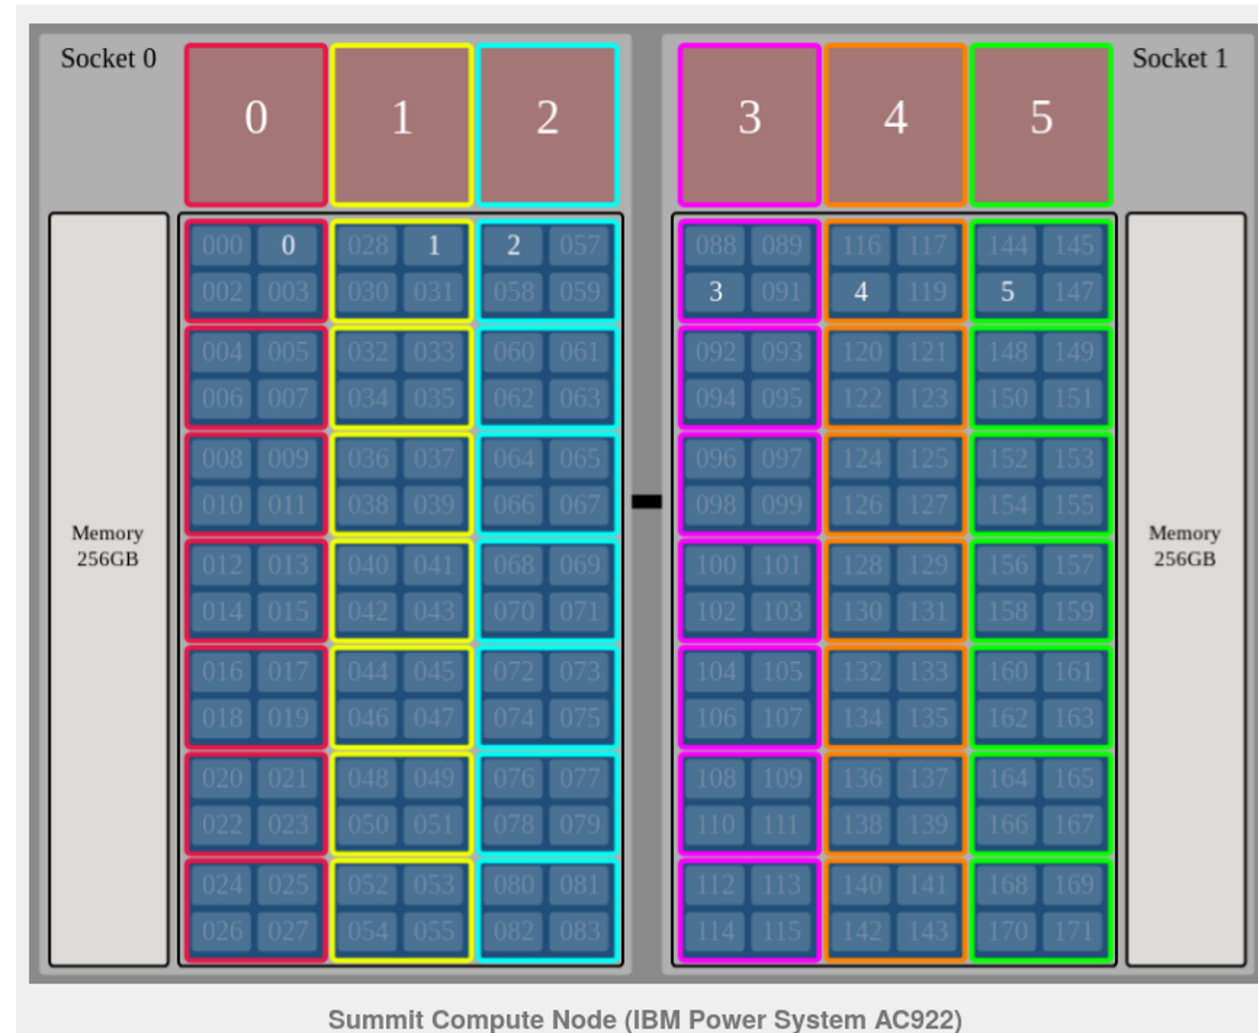 Socket 0 0 1 2 3 4 5 Socket 1
000 0 028 1 2 057 088 089 116 117 144 145
002 003 030 031 058 059 3 091 4 119 5 147
004 005 032 033 060 061 092 093 120 121 148 149
006 007 034 035 062 063 094 095 122 123 150 151
008 009 036 037 064 065 096 097 124 125 152 153
010 011 038 039 066 067 098 099 126 127 154 155
Memory Memory
256GB 256GB
012 013 040 041 068 069 100 101 128 129 156 157
014 015 042 043 070 071 102 103 130 131 158 159
016 017 044 045 072 073 104 105 132 133 160 161
018 019 046 047 074 075 106 107 134 135 162 163
020 021 048 049 076 077 108 109 136 137 164 165
022 023 050 051 078 079 110 111 138 139 166 167
024 025 052 053 080 081 112 113 140 141 168 169
026 027 054 055 082 083 114 115 142 143 170 171
Summit Compute Node (IBM Power System AC922)